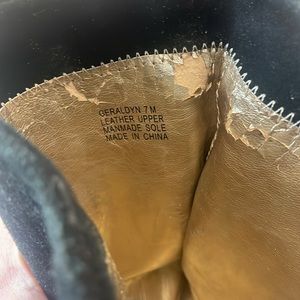 GERALDYN 7 M
LEATHER UPPER
MANMADE SOLE
MADE IN CHINA